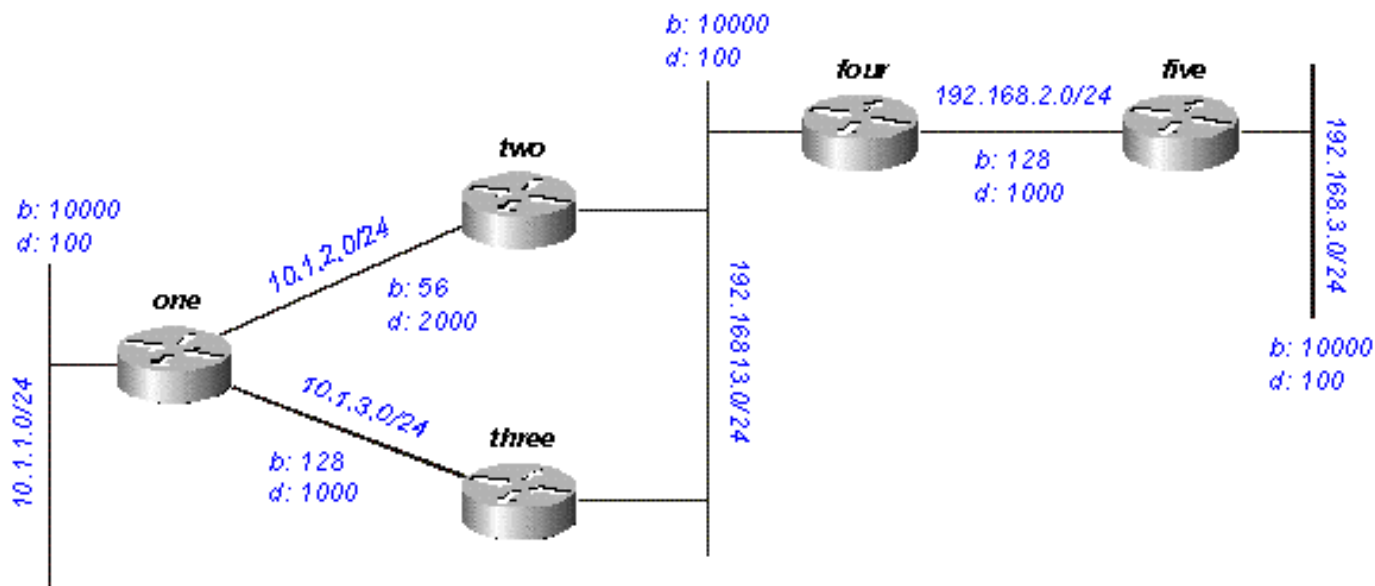 b: 10000
d: 100
four
192.168.2.0/24
five
b: 128
d: 1000
192.168.3.0/24
b: 10000
d: 100
two
b: 10000
d: 100
10.1.2.0/24
b: 56
d: 2000
one
192.16813.0/24
10.1.1.0/24
10.1.3.0/24
b: 128
d: 1000
three